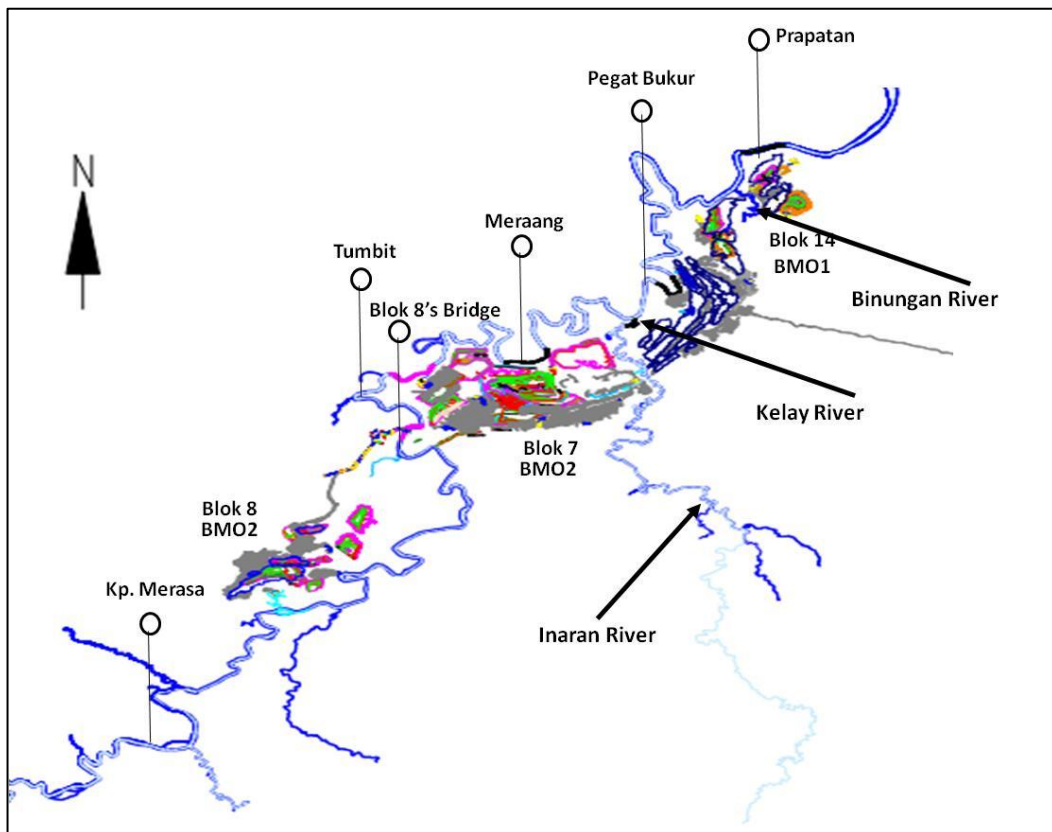 Prapatan
Pegat Bukur
N
Meraang
Tumbit
Blok 8's Bridge
Blok 14
BMO1
Binungan River
Kelay River
Blok 7
BMO2
Blok 8
BMO2
Kp. Merasa
Inaran River